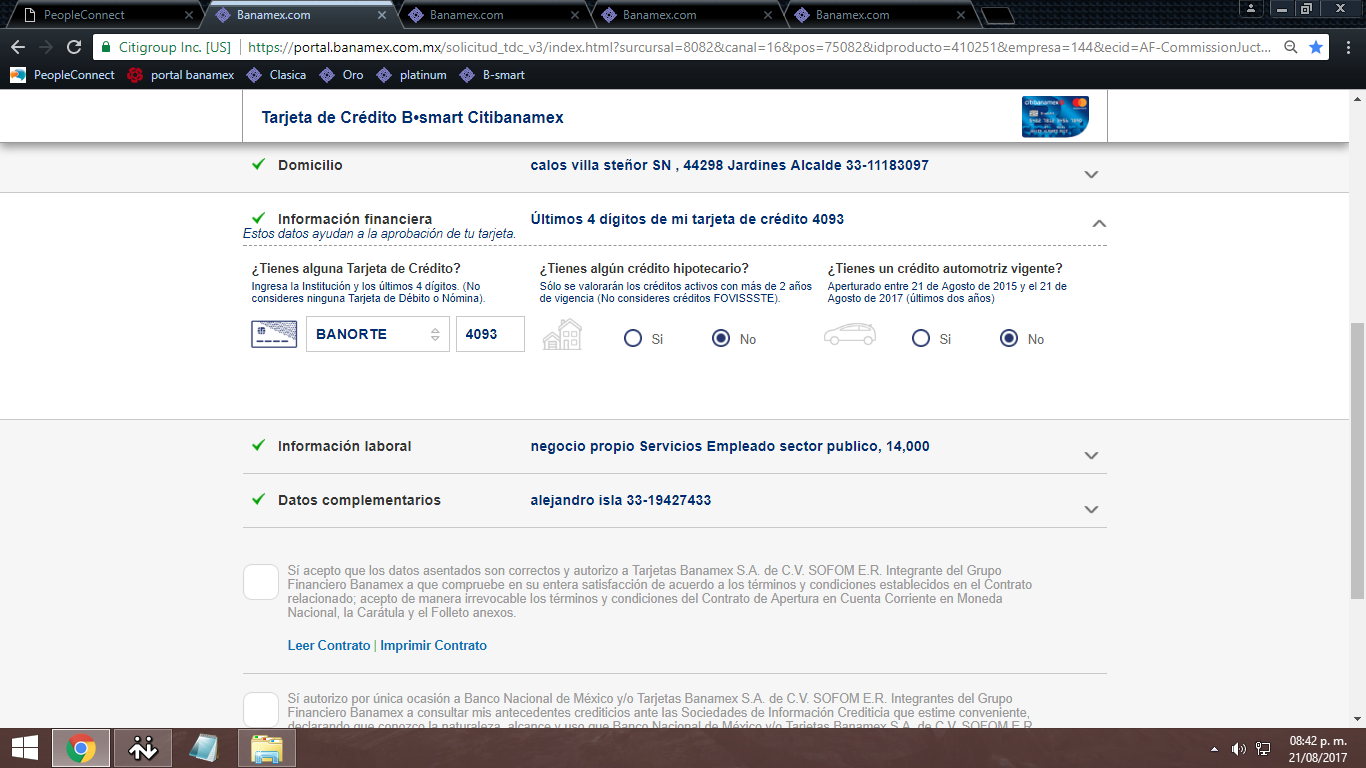 PeopleConnect
Banamex.com
Banamex.com
Banamex.com
Banamex.com
Citigroup Inc. [US]
https://portal.banamex.com.mx/solicitud_tdc_v3/index.html?surcursal=8082&canal=16&pos=75082&idproducto=410251&empresa=144&ecid=AF-CommissionJuct...
PeopleConnect
portal banamex
Clasica
Oro
platinum
B-smart
Tarjeta de Crédito B•smart Citibanamex
citibanamex
Domicilio
calos villa steñor SN , 44298 Jardines Alcalde 33-11183097
Información financiera
Últimos 4 dígitos de mi tarjeta de crédito 4093
Estos datos ayudan a la aprobación de tu tarjeta.
¿Tienes alguna Tarjeta de Crédito?
Ingresa la Institución y los últimos 4 dígitos. (No
consideres ninguna Tarjeta de Débito o Nómina).
BANORTE
4093
¿Tienes algún crédito hipotecario?
Sólo se valorarán los créditos activos con más de 2 años
de vigencia (No consideres créditos FOVISSSTE).
Si
No
¿Tienes un crédito automotriz vigente?
Aperturado entre 21 de Agosto de 2015 y el 21 de
Agosto de 2017 (últimos dos años)
Si
No
Información laboral
negocio propio Servicios Empleado sector publico, 14,000
Datos complementarios
alejandro isla 33-19427433
Sí acepto que los datos asentados son correctos y autorizo a Tarjetas Banamex S.A. de C.V. SOFOM E.R. Integrante del Grupo
Financiero Banamex a que compruebe en su entera satisfacción de acuerdo a los términos y condiciones establecidos en el Contrato
relacionado; acepto de manera irrevocable los términos y condiciones del Contrato de Apertura en Cuenta Corriente en Moneda
Nacional, la Carátula y el Folleto anexos.
Leer Contrato | Imprimir Contrato
Sí autorizo por única ocasión a Banco Nacional de México y/o Tarjetas Banamex S.A. de C.V. SOFOM E.R. Integrantes del Grupo
Financiero Banamex a consultar mis antecedentes crediticios ante las Sociedades de Información Crediticia que estime conveniente,
declarando que conozco la naturaleza, alcance y uso que Banco Nacional de México y/o Tarjetas Banamex S.A. de C.V. SOFOM E.R.
08:42 p. m.
21/08/2017